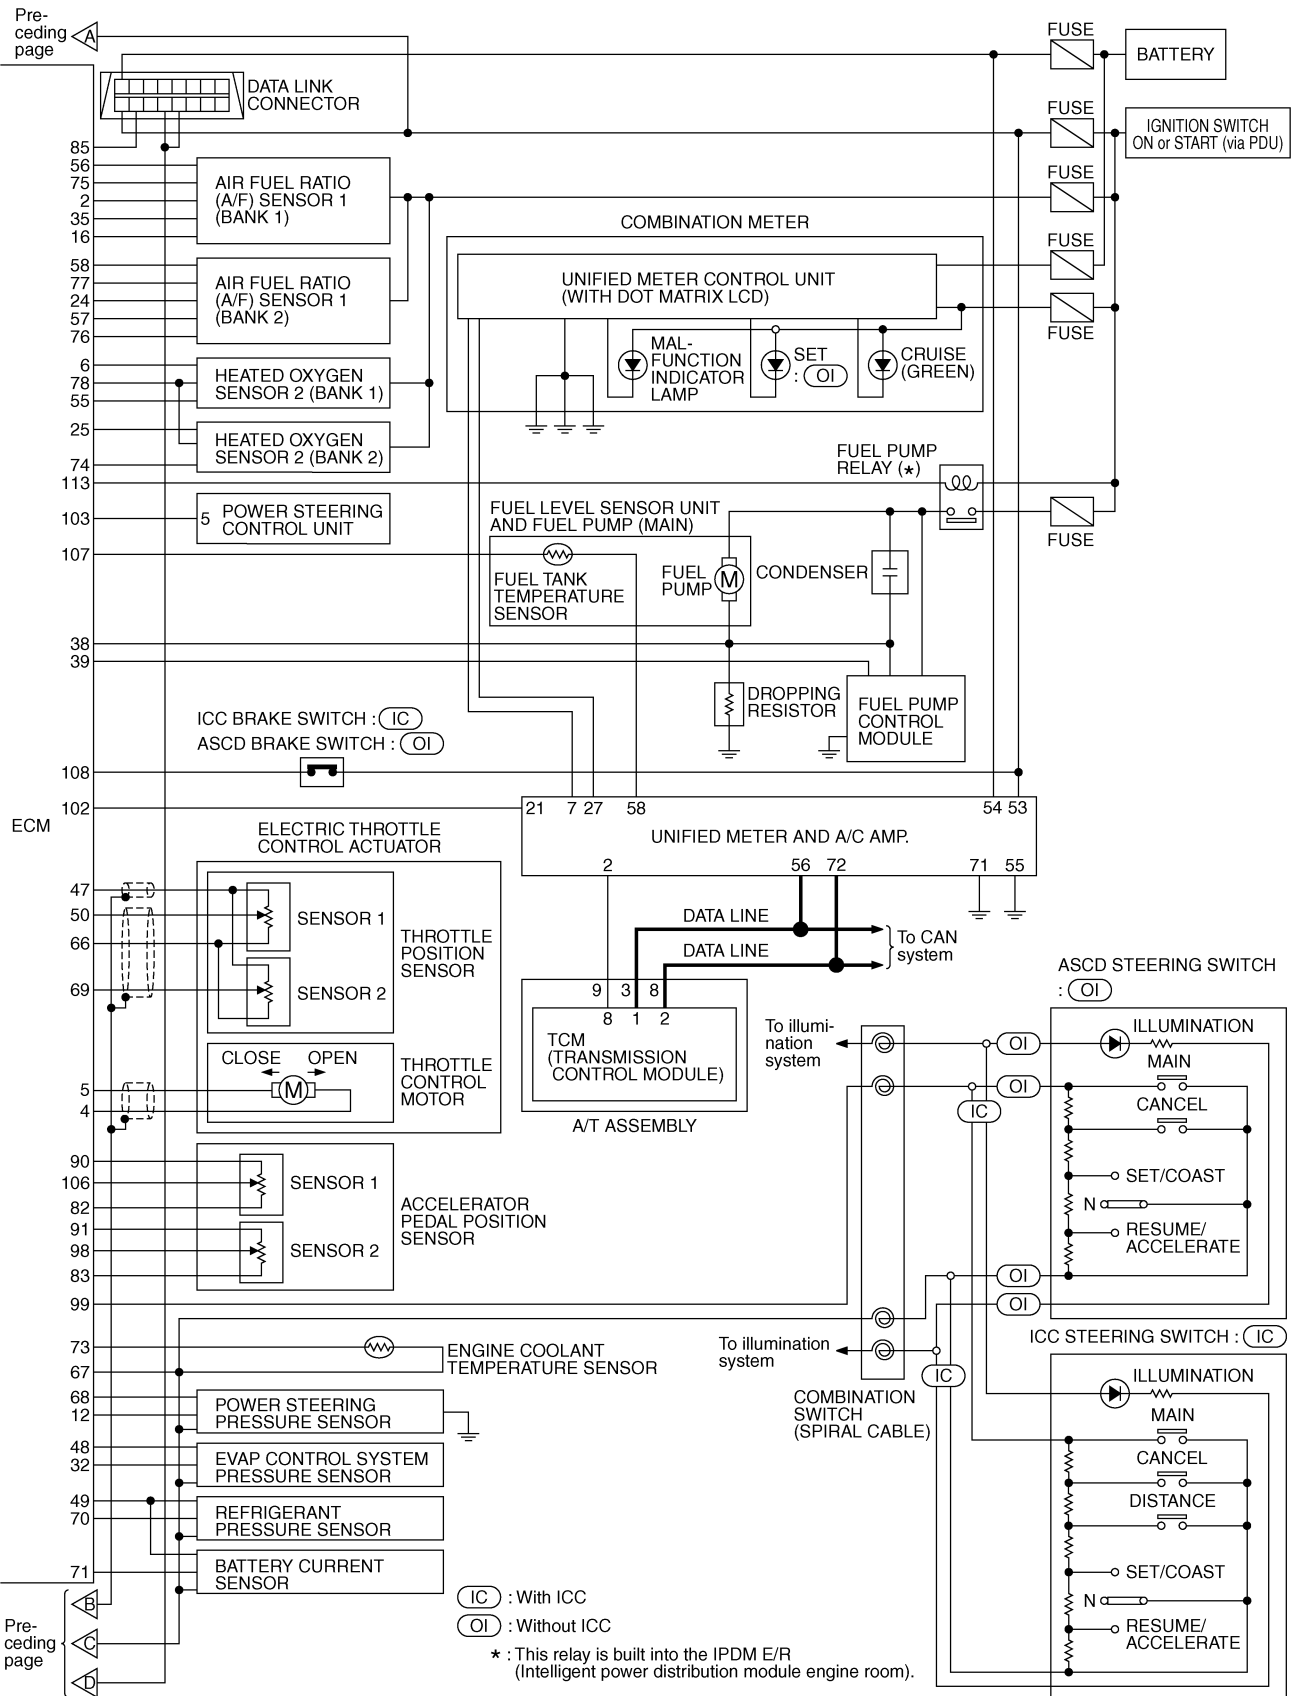 Pre-
ceding
page
A
FUSE
BATTERY
DATA LINK
CONNECTOR
FUSE
IGNITION SWITCH
ON or START (via PDU)
85
56
75
2
35
16
AIR FUEL RATIO
(A/F) SENSOR 1
(BANK 1)
FUSE
COMBINATION METER
58
77
24
57
76
AIR FUEL RATIO
(A/F) SENSOR 1
(BANK 2)
UNIFIED METER CONTROL UNIT
(WITH DOT MATRIX LCD)
FUSE
FUSE
MAL-
FUNCTION
INDICATOR
LAMP
SET
: OI
CRUISE
(GREEN)
6
78
55
HEATED OXYGEN
SENSOR 2 (BANK 1)
25
74
HEATED OXYGEN
SENSOR 2 (BANK 2)
FUEL PUMP
RELAY (*)
113
103
5 POWER STEERING
CONTROL UNIT
FUEL LEVEL SENSOR UNIT
AND FUEL PUMP (MAIN)
FUSE
107
FUEL TANK
TEMPERATURE
SENSOR
FUEL
PUMP
M
CONDENSER
38
39
DROPPING
RESISTOR
FUEL PUMP
CONTROL
MODULE
ICC BRAKE SWITCH : IC
ASCD BRAKE SWITCH : OI
108
102
ECM
21 7 27 58 54 53
UNIFIED METER AND A/C AMP.
2 56 72 71 55
ELECTRIC THROTTLE
CONTROL ACTUATOR
47
50
66
69
SENSOR 1
SENSOR 2
THROTTLE
POSITION
SENSOR
DATA LINE
DATA LINE
To CAN
system
CLOSE OPEN
M
THROTTLE
CONTROL
MOTOR
5
4
9 3 8
8 1 2
TCM
(TRANSMISSION
CONTROL MODULE)
A/T ASSEMBLY
ASCD STEERING SWITCH
: OI
To illumi-
nation
system
OI
ILLUMINATION
MAIN
OI
IC
CANCEL
SET/COAST
N
RESUME/
ACCELERATE
OI
OI
90
106
82
91
98
83
SENSOR 1
SENSOR 2
ACCELERATOR
PEDAL POSITION
SENSOR
99
73
67
ENGINE COOLANT
TEMPERATURE SENSOR
To illumination
system
IC
COMBINATION
SWITCH
(SPIRAL CABLE)
ICC STEERING SWITCH : IC
ILLUMINATION
MAIN
CANCEL
DISTANCE
SET/COAST
N
RESUME/
ACCELERATE
68
12
POWER STEERING
PRESSURE SENSOR
48
32
EVAP CONTROL SYSTEM
PRESSURE SENSOR
49
70
REFRIGERANT
PRESSURE SENSOR
71
BATTERY CURRENT
SENSOR
Pre-
ceding
page
B
C
D
IC : With ICC
OI : Without ICC
* : This relay is built into the IPDM E/R
(Intelligent power distribution module engine room).